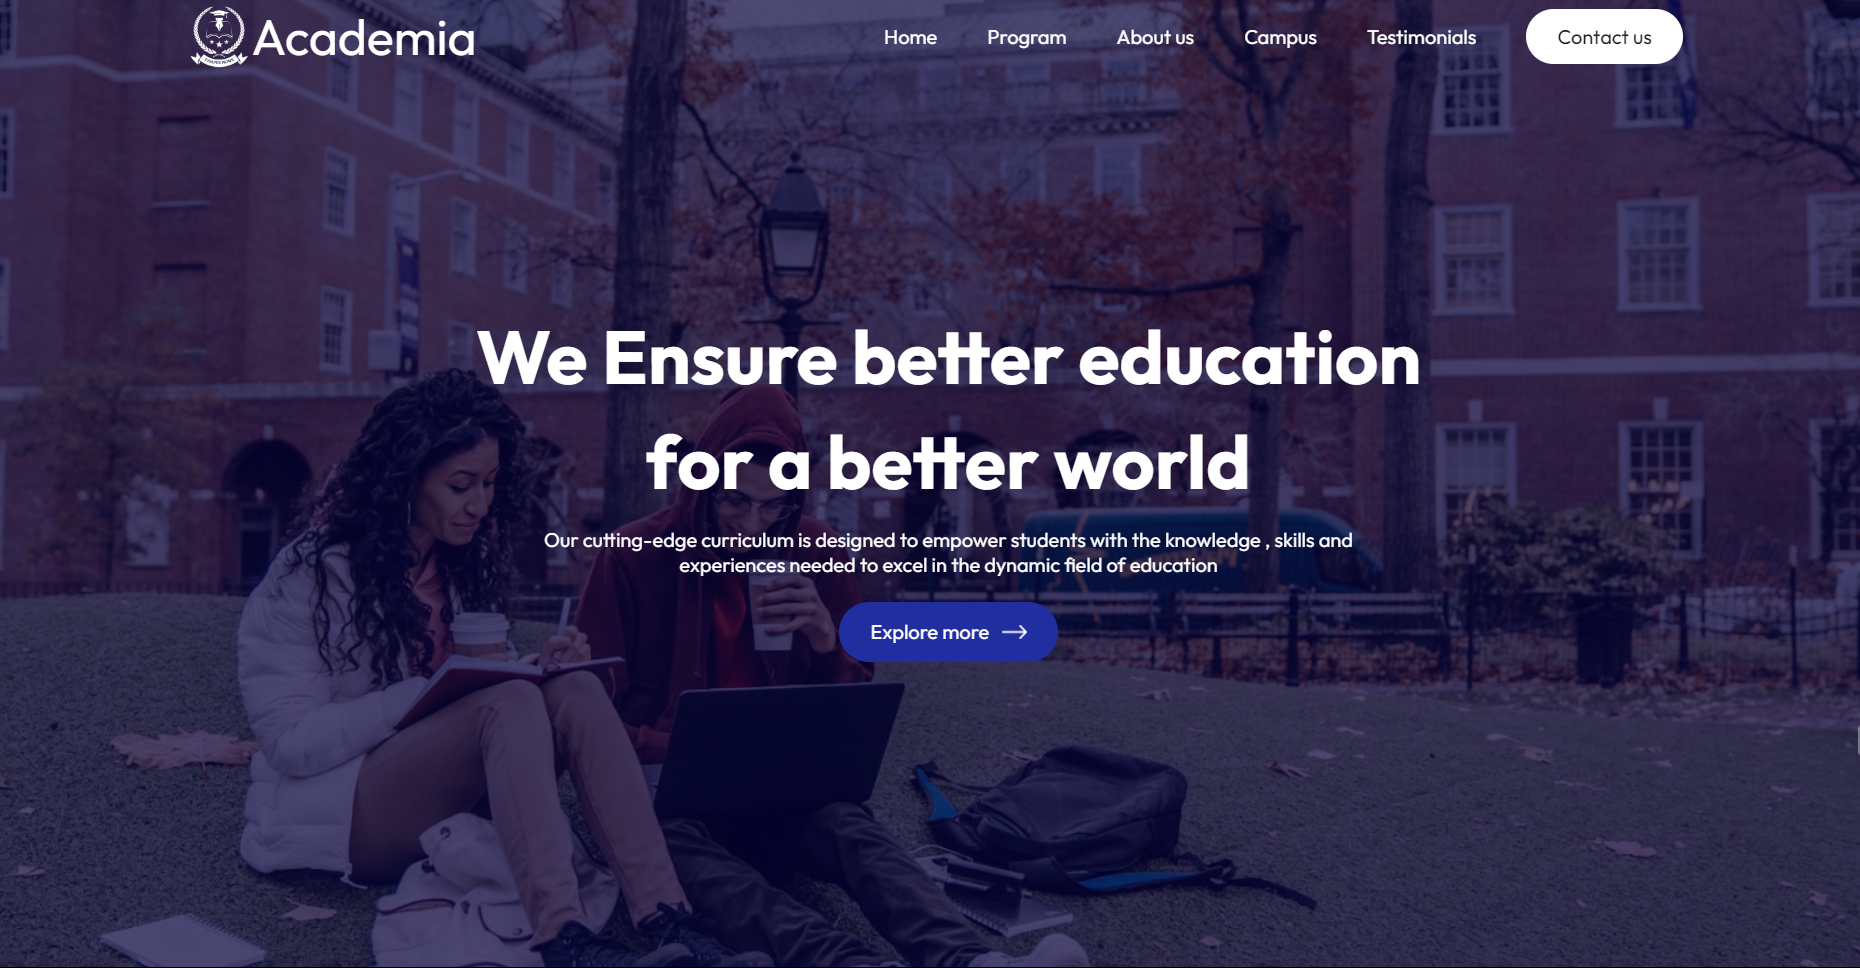 Academia
Home
Program
About us
Campus
Testimonials
Contact us
We Ensure better education
for a better world
Our cutting-edge curriculum is designed to empower students with the knowledge , skills and
experiences needed to excel in the dynamic field of education
Explore more